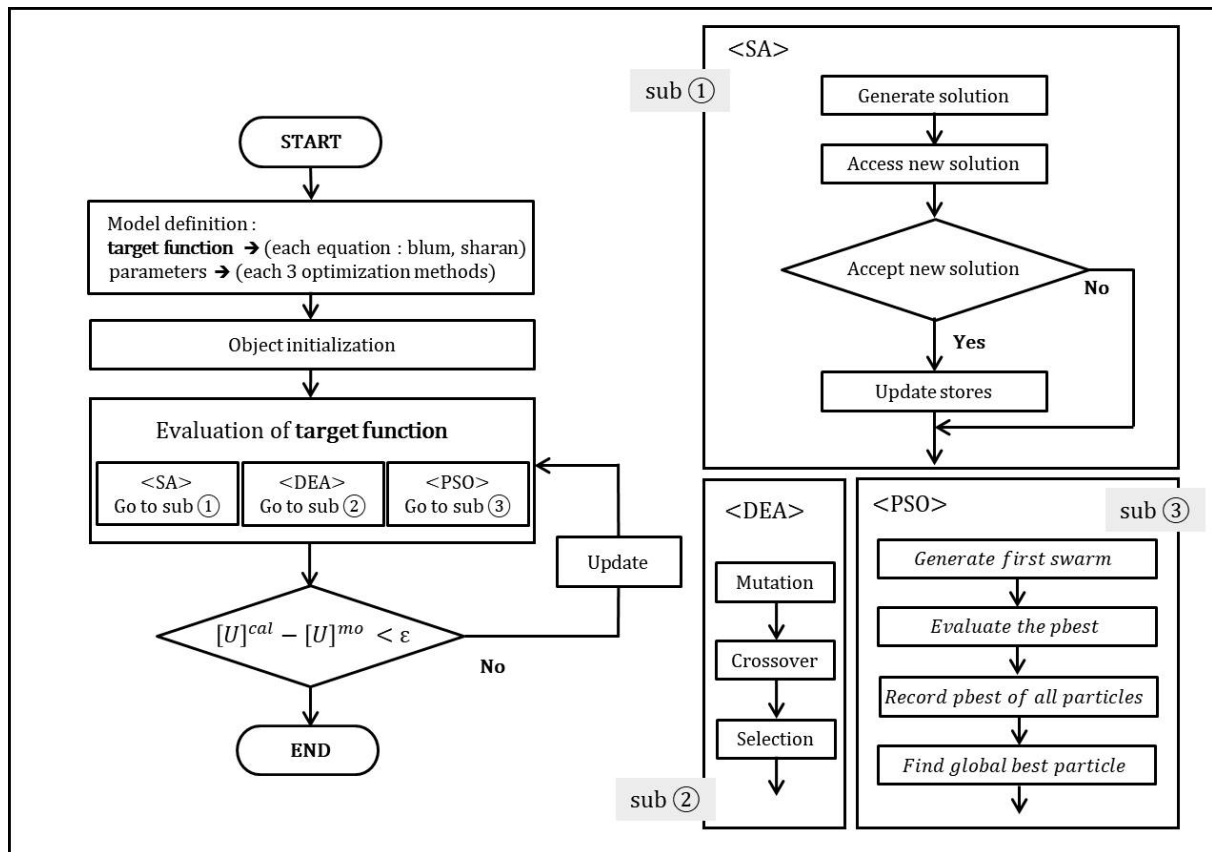 START
Model definition :
target function ➔ (each equation : blum, sharan)
parameters ➔ (each 3 optimization methods)
Object initialization
Evaluation of target function
<SA>
Go to sub ①
<DEA>
Go to sub ②
<PSO>
Go to sub ③
Update
[U]^cal − [U]^mo < ε
No
END
sub ①
<SA>
Generate solution
Access new solution
Accept new solution
No
Yes
Update stores
<DEA>
Mutation
Crossover
Selection
sub ②
<PSO>
sub ③
Generate first swarm
Evaluate the pbest
Record pbest of all particles
Find global best particle